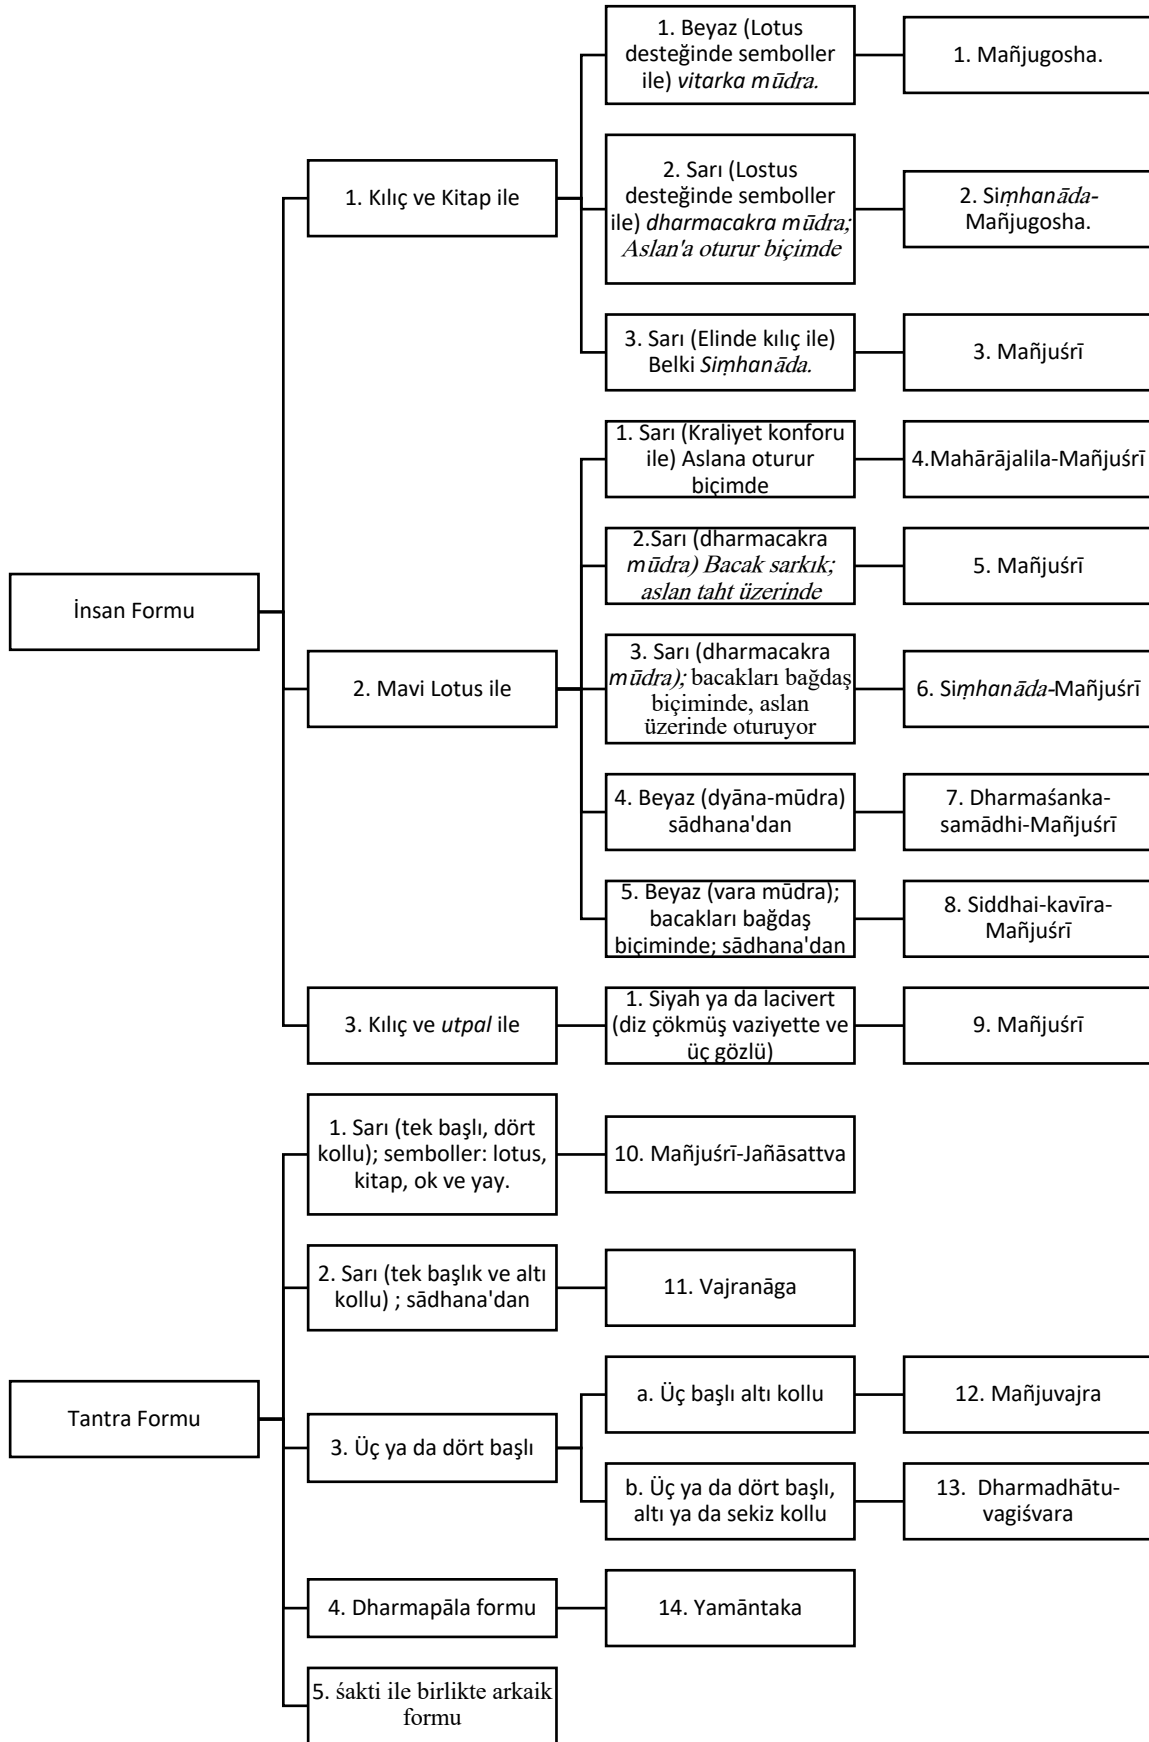 İnsan Formu
1. Kılıç ve Kitap ile
1. Beyaz (Lotus
desteğinde semboller
ile) vitarka mūdra.
1. Mañjugosha.
2. Sarı (Lostus
desteğinde semboller
ile) dharmacakra mūdra;
Aslan'a oturur biçimde
2. Siṃhanāda-
Mañjugosha.
3. Sarı (Elinde kılıç ile)
Belki Siṃhanāda.
3. Mañjuśrī
2. Mavi Lotus ile
1. Sarı (Kraliyet konforu
ile) Aslana oturur
biçimde
4.Mahārājalila-Mañjuśrī
2.Sarı (dharmacakra
mūdra) Bacak sarkık;
aslan taht üzerinde
5. Mañjuśrī
3. Sarı (dharmacakra
mūdra); bacakları bağdaş
biçiminde, aslan
üzerinde oturuyor
6. Siṃhanāda-Mañjuśrī
4. Beyaz (dyāna-mūdra)
sādhana'dan
7. Dharmaśanka-
samādhi-Mañjuśrī
5. Beyaz (vara mūdra);
bacakları bağdaş
biçiminde; sādhana'dan
8. Siddhai-kavīra-
Mañjuśrī
3. Kılıç ve utpal ile
1. Siyah ya da lacivert
(diz çökmüş vaziyette ve
üç gözlü)
9. Mañjuśrī
Tantra Formu
1. Sarı (tek başlı, dört
kollu); semboller: lotus,
kitap, ok ve yay.
10. Mañjuśrī-Jañāsattva
2. Sarı (tek başlık ve altı
kollu) ; sādhana'dan
11. Vajranāga
3. Üç ya da dört başlı
a. Üç başlı altı kollu
12. Mañjuvajra
b. Üç ya da dört başlı,
altı ya da sekiz kollu
13. Dharmadhātu-
vagiśvara
4. Dharmapāla formu
14. Yamāntaka
5. śakti ile birlikte arkaik
formu